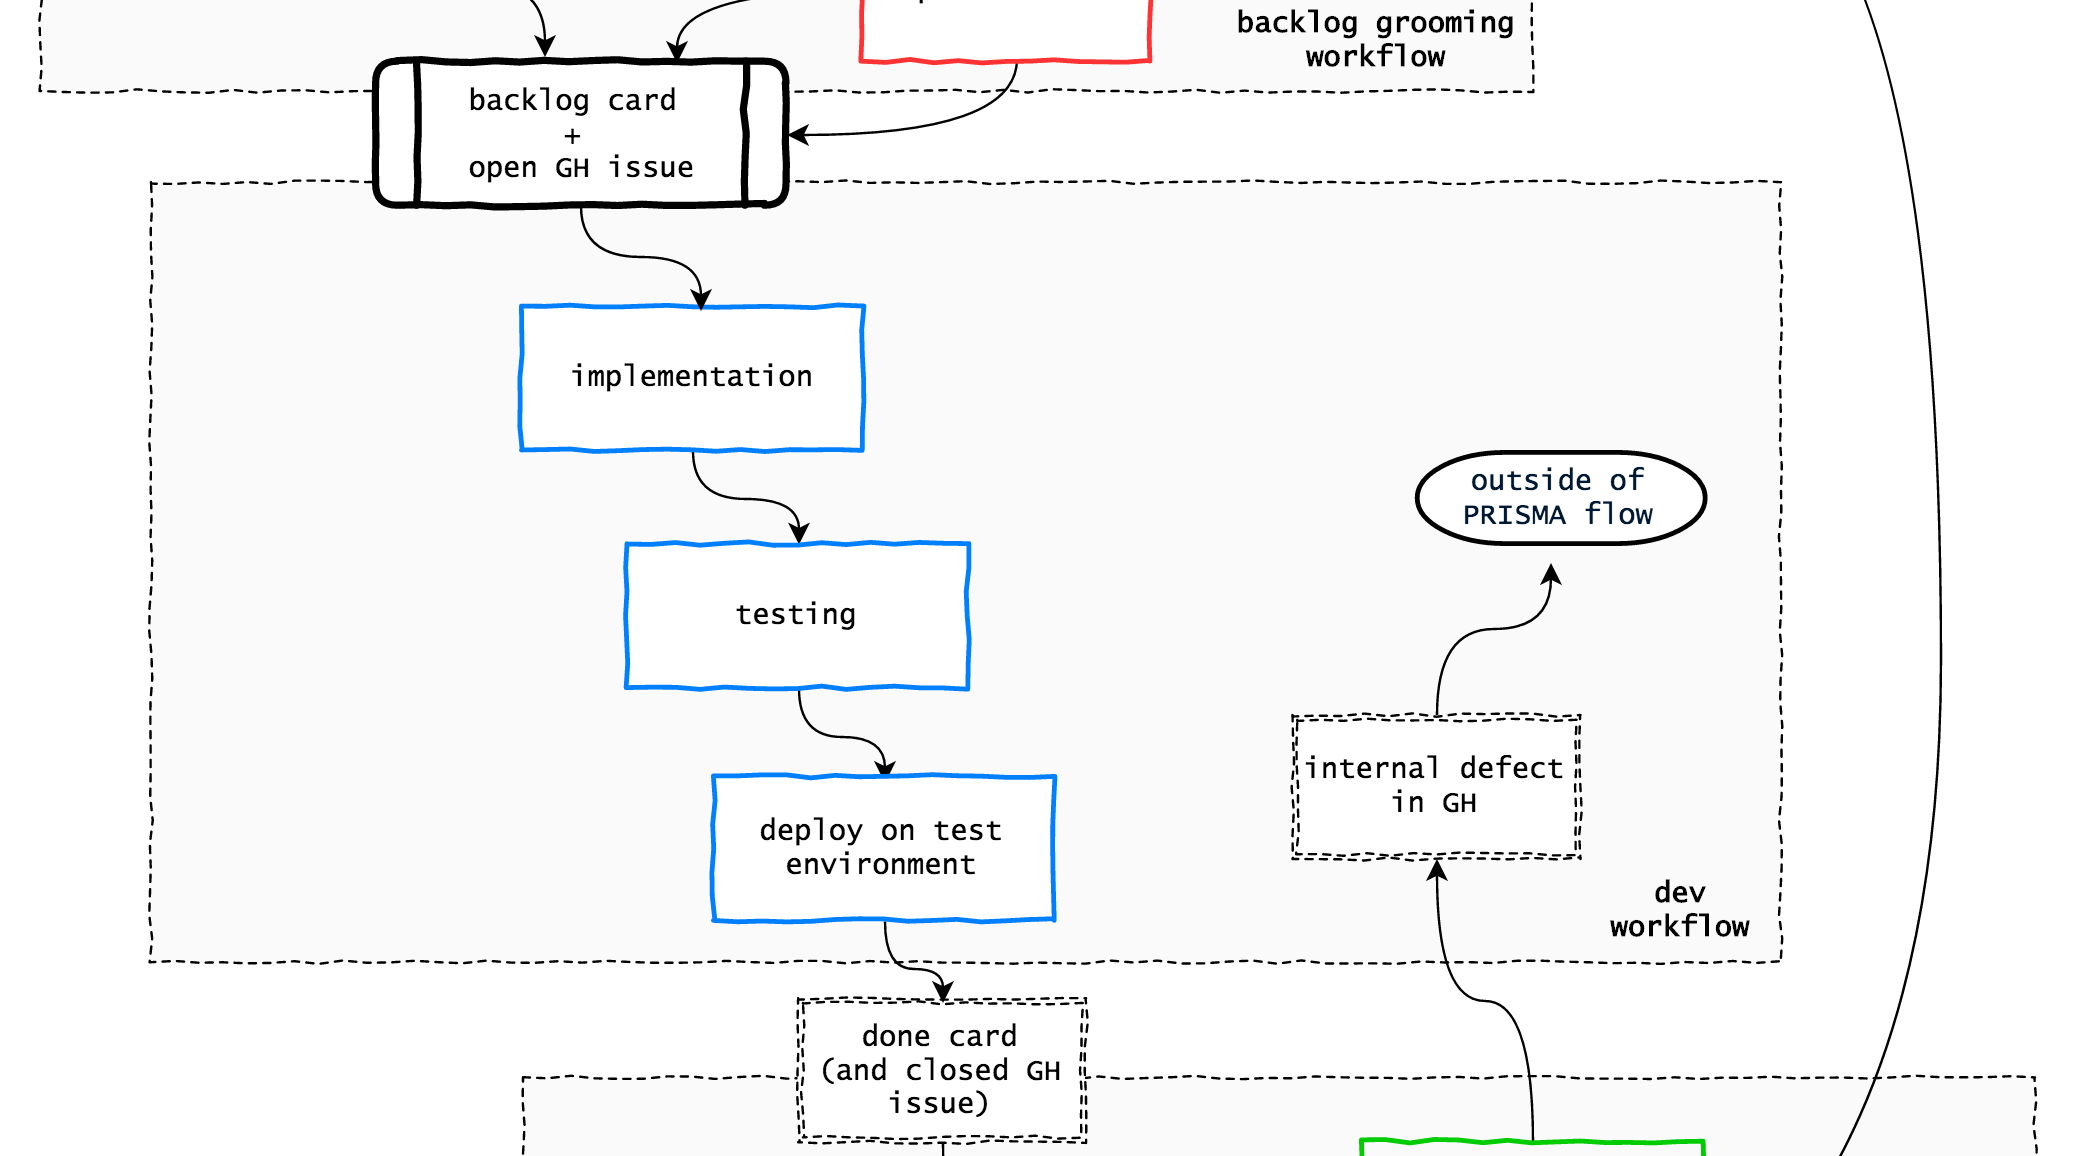 backlog grooming
workflow
backlog card
+
open GH issue
implementation
outside of
PRISMA flow
testing
internal defect
in GH
deploy on test
environment
dev
workflow
done card
(and closed GH
issue)